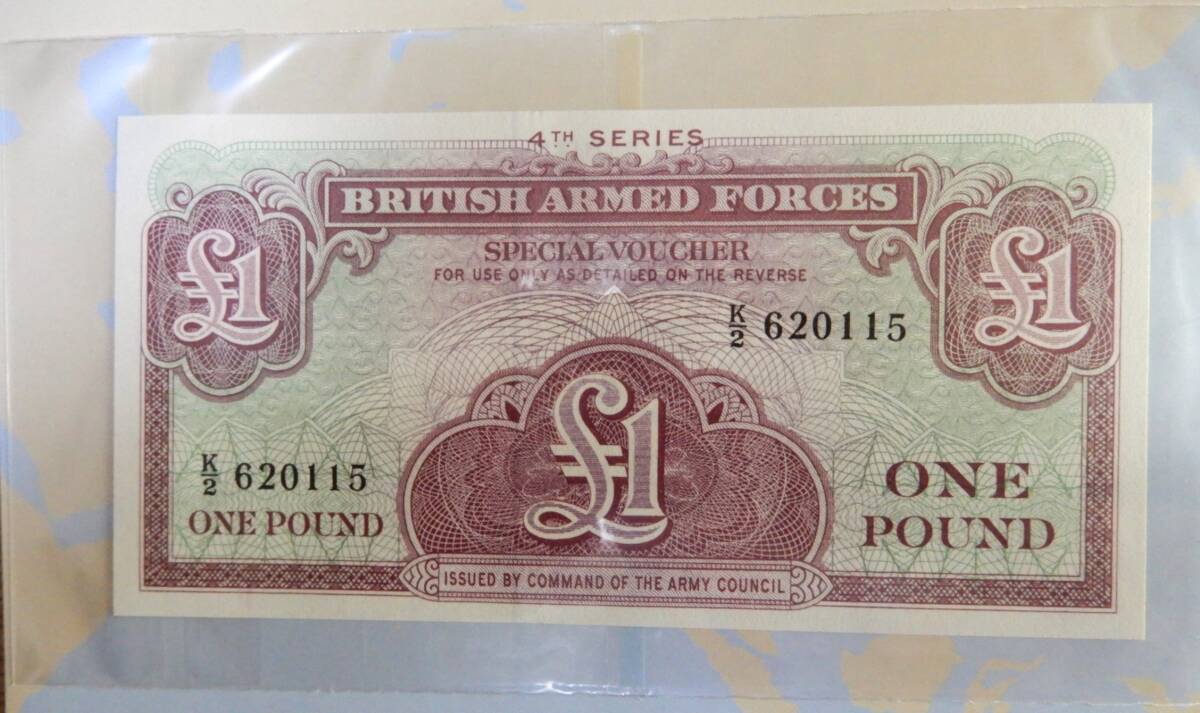 4TH SERIES
BRITISH ARMED FORCES
£1
£1
SPECIAL VOUCHER
FOR USE ONLY AS DETAILED ON THE REVERSE
K/2 620115
£1
K/2 620115
ONE POUND
ONE
POUND
ISSUED BY COMMAND OF THE ARMY COUNCIL